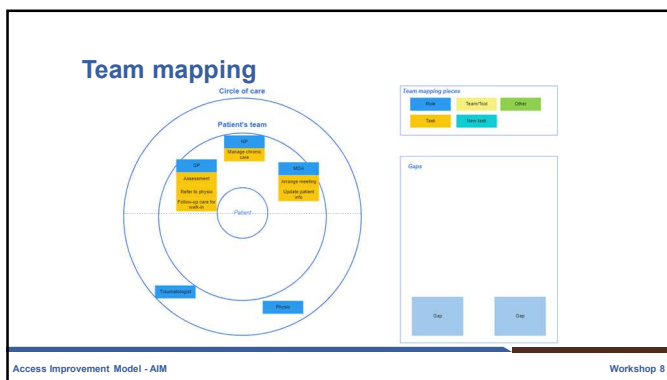 Team mapping
Circle of care
Patient's team
NP
Manage chronic
care
GP
Assessment
Refer to physio
Follow-up care for
walk-in
MOA
Arrange meeting
Update patient
info
Patient
Traumatologist
Physio
Team mapping pieces
Role
Team/Tool
Other
Task
New task
Gaps
Gap
Gap
Access Improvement Model - AIM
Workshop 8